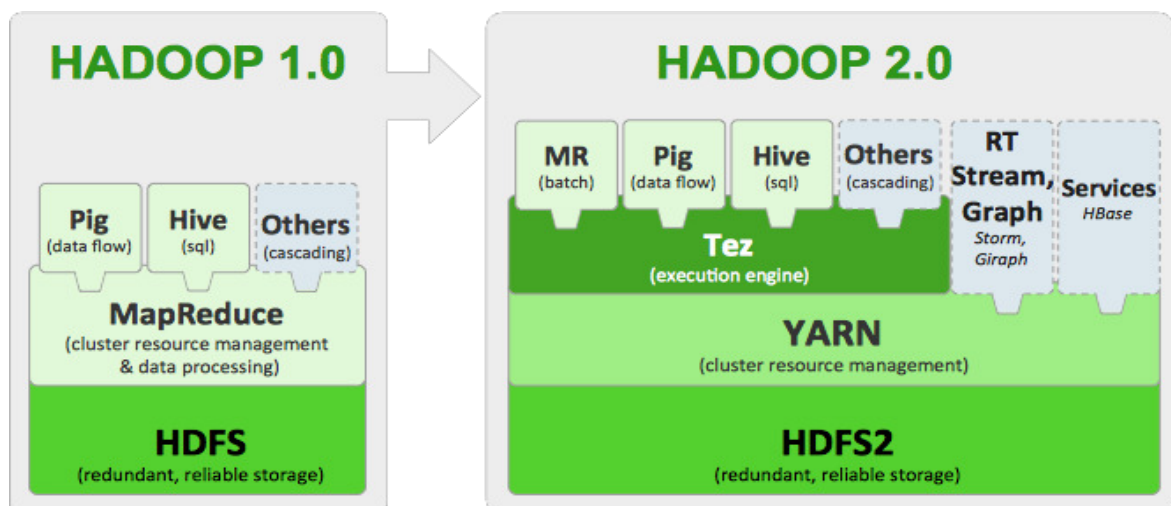 HADOOP 1.0
Pig
(data flow)
Hive
(sql)
Others
(cascading)
MapReduce
(cluster resource management
& data processing)
HDFS
(redundant, reliable storage)
HADOOP 2.0
MR
(batch)
Pig
(data flow)
Hive
(sql)
Others
(cascading)
RT
Stream,
Graph
Storm,
Giraph
Services
HBase
Tez
(execution engine)
YARN
(cluster resource management)
HDFS2
(redundant, reliable storage)